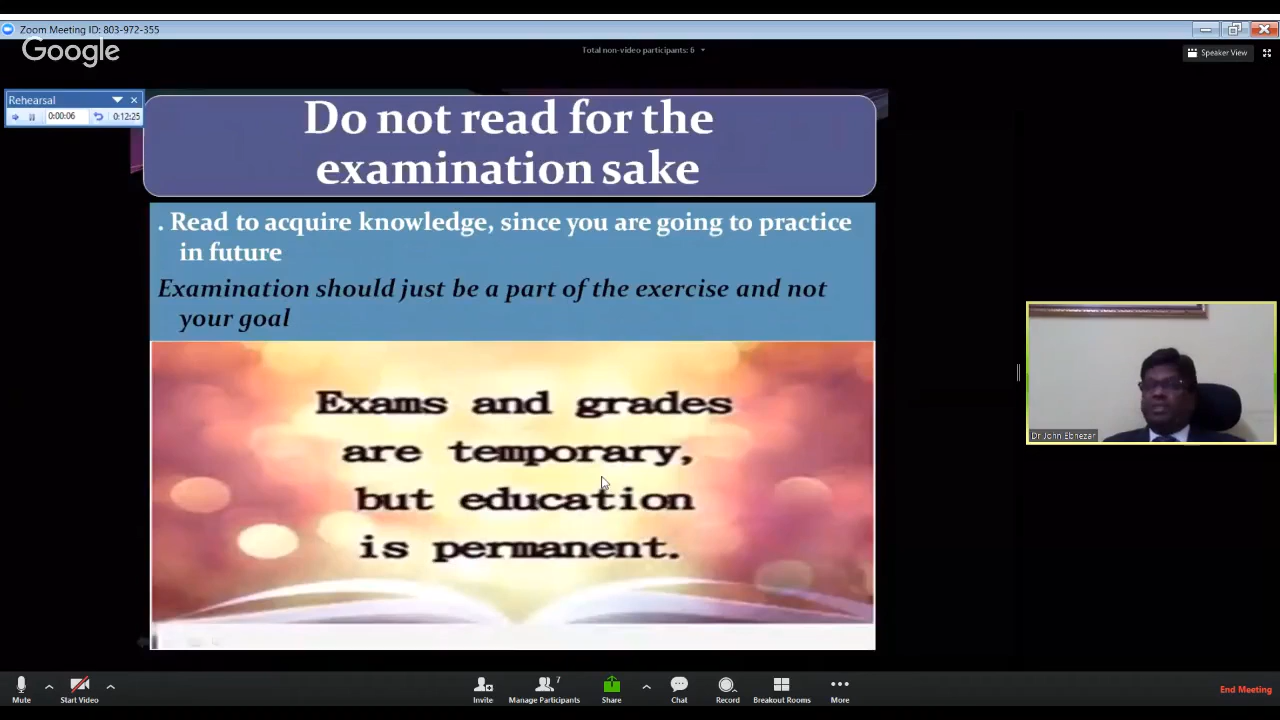 Zoom Meeting ID: 803-972-355
Google
Total non-video participants: 6
Speaker View
Rehearsal
0:00:06
0:12:25
Do not read for the
examination sake
. Read to acquire knowledge, since you are going to practice
in future
Examination should just be a part of the exercise and not
your goal
Exams and grades
are temporary,
but education
is permanent.
Dr John Ebnezar
Mute
Start Video
Invite
7
Manage Participants
Share
Chat
Record
Breakout Rooms
More
End Meeting